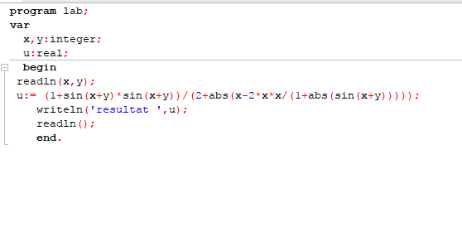 program lab;
var
x,y:integer;
u:real;
begin
readln(x,y);
u:= (1+sin(x+y)*sin(x+y))/(2+abs(x-2*x*x/(1+abs(sin(x+y)))));
writeln('resultat ',u);
readln();
end.